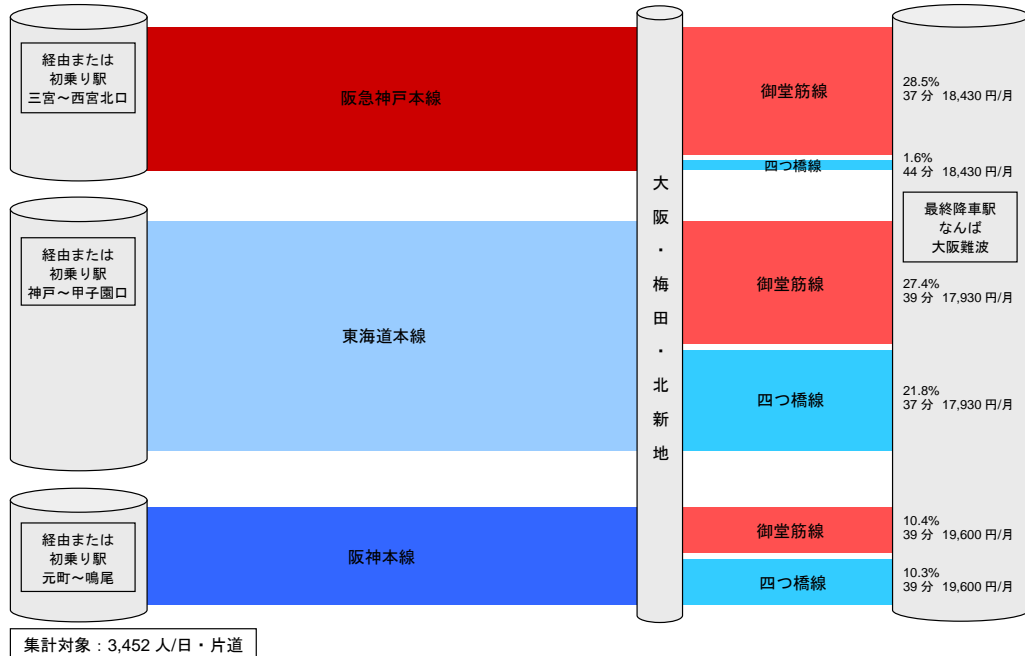 経由または
初乗り駅
三宮～西宮北口
阪急神戸本線
御堂筋線
28.5%
37 分 18,430 円/月
四つ橋線
1.6%
44 分 18,430 円/月
大阪・梅田・北新地
最終降車駅
なんば
大阪難波
経由または
初乗り駅
神戸～甲子園口
東海道本線
御堂筋線
27.4%
39 分 17,930 円/月
四つ橋線
21.8%
37 分 17,930 円/月
経由または
初乗り駅
元町～鳴尾
阪神本線
御堂筋線
10.4%
39 分 19,600 円/月
四つ橋線
10.3%
39 分 19,600 円/月
集計対象：3,452 人/日・片道